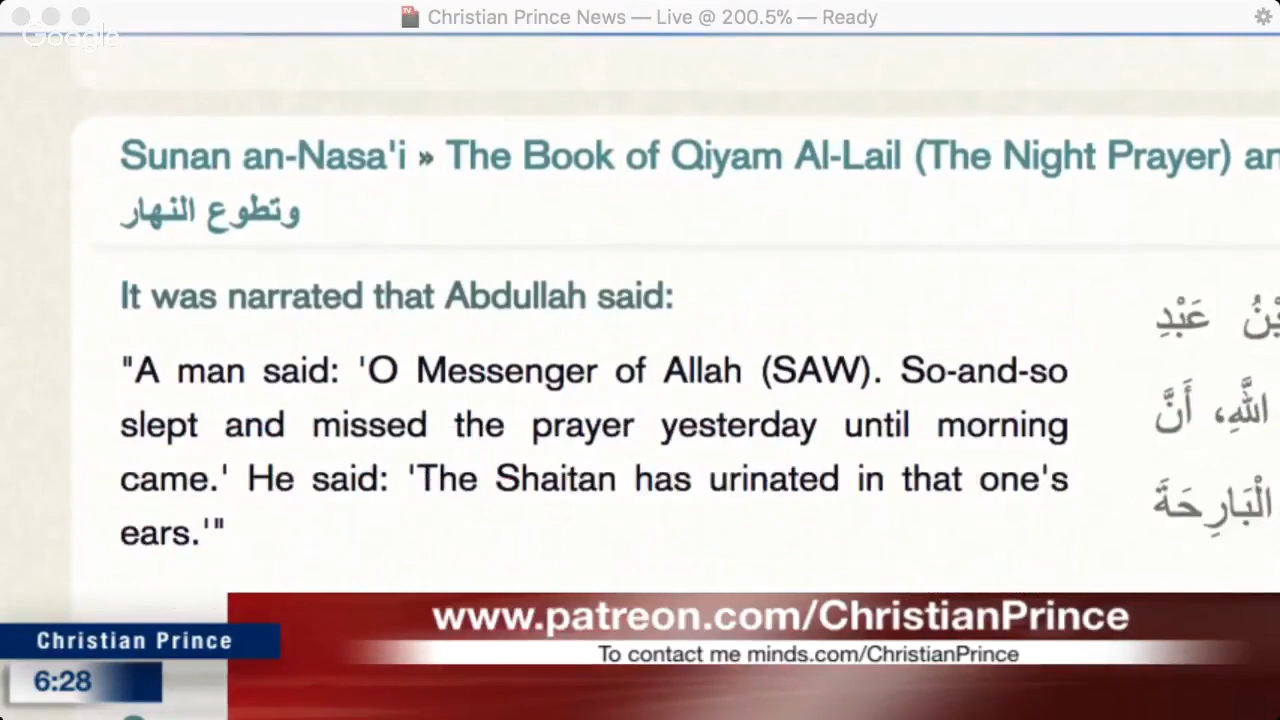 Christian Prince News — Live @ 200.5% — Ready
Google
Sunan an-Nasa'i » The Book of Qiyam Al-Lail (The Night Prayer) an
وتطوع النهار
It was narrated that Abdullah said:
"A man said: 'O Messenger of Allah (SAW). So-and-so
slept and missed the prayer yesterday until morning
came.' He said: 'The Shaitan has urinated in that one's
ears.'"
عَبْدِ
اللَّهِ، أَنَّ
الْبَارِحَةَ
www.patreon.com/ChristianPrince
To contact me minds.com/ChristianPrince
Christian Prince
6:28